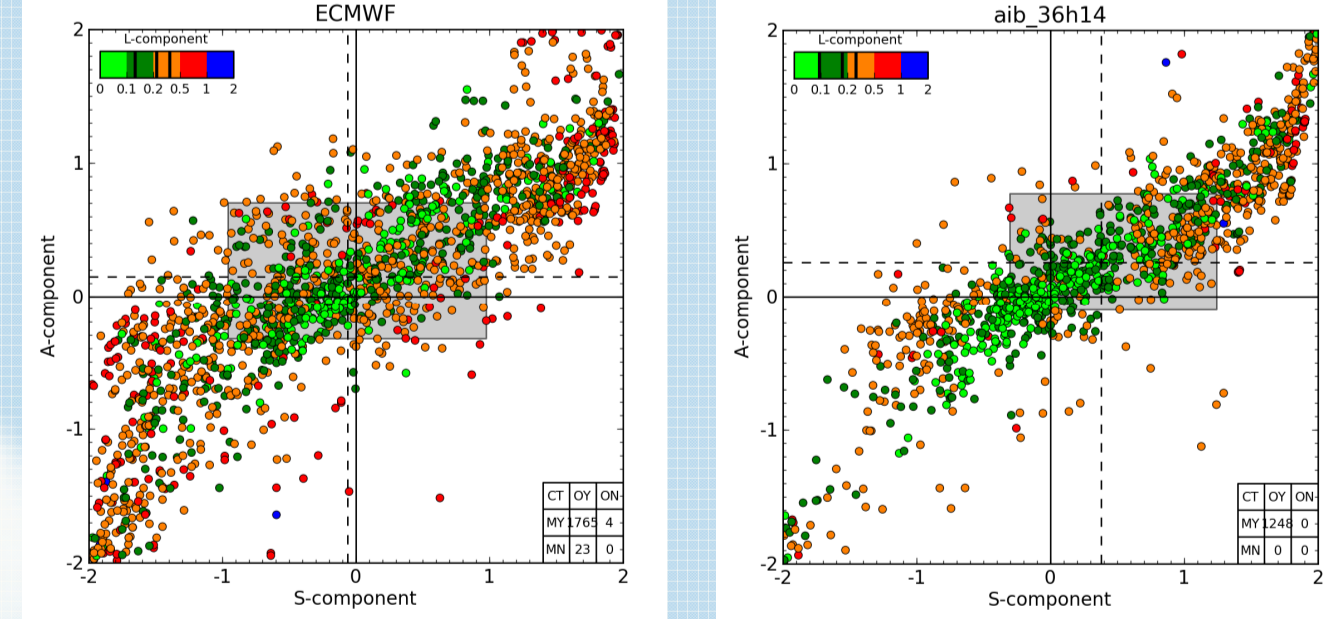 ECMWF
L-component
0 0.1 0.2 0.5 1 2
2
1
0
-1
-2
A-component
-2 -1 0 1 2
S-component
CT OY ON
MY 1765 4
MN 23 0
aib_36h14
L-component
0 0.1 0.2 0.5 1 2
2
1
0
-1
-2
A-component
-2 -1 0 1 2
S-component
CT OY ON
MY 1248 0
MN 0 0